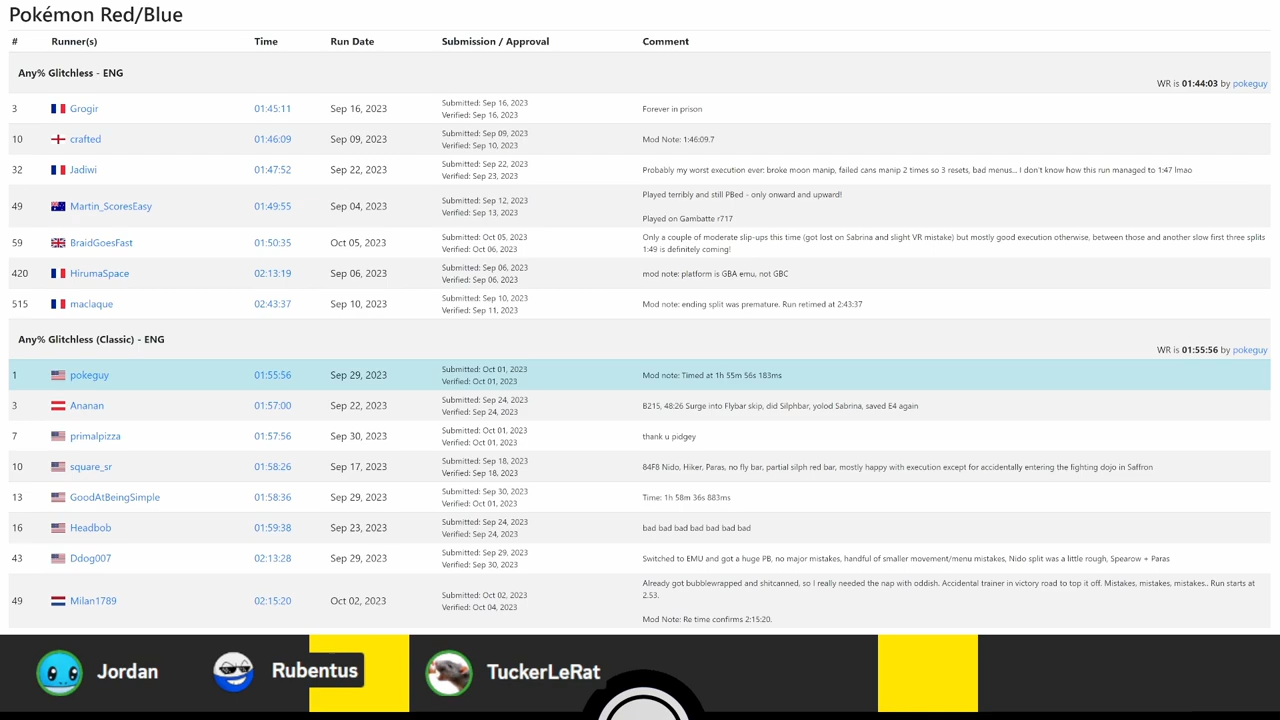 Pokémon Red/Blue
# Runner(s) Time Run Date Submission / Approval Comment
Any% Glitchless - ENG
WR is 01:44:03 by pokeguy
3 Grogir 01:45:11 Sep 16, 2023 Submitted: Sep 16, 2023 Verified: Sep 16, 2023 Forever in prison
10 crafted 01:46:09 Sep 09, 2023 Submitted: Sep 09, 2023 Verified: Sep 10, 2023 Mod Note: 1:46:09.7
32 Jadiwi 01:47:52 Sep 22, 2023 Submitted: Sep 22, 2023 Verified: Sep 23, 2023 Probably my worst execution ever: broke moon manip, failed cans manip 2 times so 3 resets, bad menus... I don't know how this run managed to 1:47 lmao
49 Martin_ScoresEasy 01:49:55 Sep 04, 2023 Submitted: Sep 12, 2023 Verified: Sep 13, 2023 Played terribly and still PBed - only onward and upward!
Played on Gambatte r717
59 BraidGoesFast 01:50:35 Oct 05, 2023 Submitted: Oct 05, 2023 Verified: Oct 06, 2023 Only a couple of moderate slip-ups this time (got lost on Sabrina and slight VR mistake) but mostly good execution otherwise, between those and another slow first three splits
1:49 is definitely coming!
420 HirumaSpace 02:13:19 Sep 06, 2023 Submitted: Sep 06, 2023 Verified: Sep 06, 2023 mod note: platform is GBA emu, not GBC
515 maclaque 02:43:37 Sep 10, 2023 Submitted: Sep 10, 2023 Verified: Sep 11, 2023 Mod note: ending split was premature. Run retimed at 2:43:37
Any% Glitchless (Classic) - ENG
WR is 01:55:56 by pokeguy
1 pokeguy 01:55:56 Sep 29, 2023 Submitted: Oct 01, 2023 Verified: Oct 01, 2023 Mod note: Timed at 1h 55m 56s 183ms
3 Ananan 01:57:00 Sep 22, 2023 Submitted: Sep 24, 2023 Verified: Sep 24, 2023 B215, 48:26 Surge into Flybar skip, did Silphbar, yolod Sabrina, saved E4 again
7 primalpizza 01:57:56 Sep 30, 2023 Submitted: Oct 01, 2023 Verified: Oct 01, 2023 thank u pidgey
10 square_sr 01:58:26 Sep 17, 2023 Submitted: Sep 18, 2023 Verified: Sep 18, 2023 84F8 Nido, Hiker, Paras, no fly bar, partial silph red bar, mostly happy with execution except for accidentally entering the fighting dojo in Saffron
13 GoodAtBeingSimple 01:58:36 Sep 29, 2023 Submitted: Sep 30, 2023 Verified: Oct 01, 2023 Time: 1h 58m 36s 883ms
16 Headbob 01:59:38 Sep 23, 2023 Submitted: Sep 24, 2023 Verified: Sep 24, 2023 bad bad bad bad bad bad bad
43 Ddog007 02:13:28 Sep 29, 2023 Submitted: Sep 29, 2023 Verified: Sep 30, 2023 Switched to EMU and got a huge PB, no major mistakes, handful of smaller movement/menu mistakes, Nido split was a little rough, Spearow + Paras
49 Milan1789 02:15:20 Oct 02, 2023 Submitted: Oct 02, 2023 Verified: Oct 04, 2023 Already got bubblewrapped and shitcanned, so I really needed the nap with oddish. Accidental trainer in victory road to top it off. Mistakes, mistakes, mistakes.. Run starts at
2.53.
Mod Note: Re time confirms 2:15:20.
Jordan Rubentus TuckerLeRat